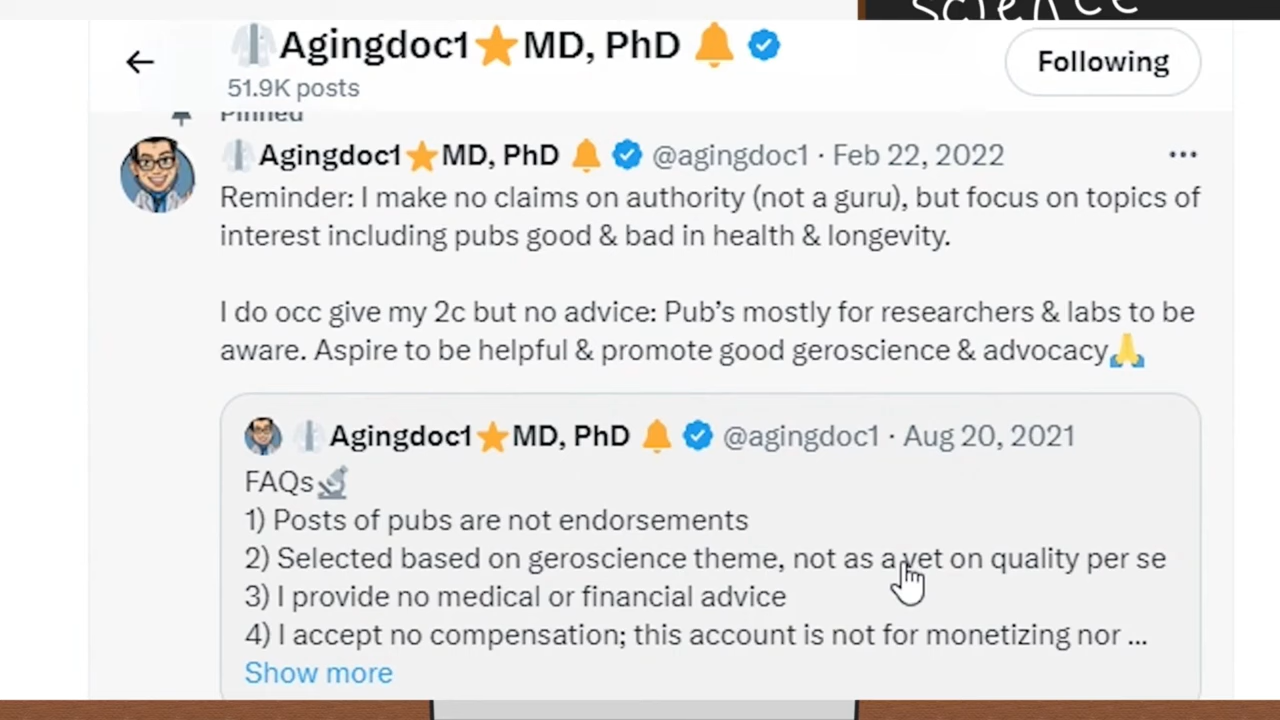 science
Agingdoc1⭐MD, PhD 🔔
51.9K posts
Following
Pinned
Agingdoc1⭐MD, PhD 🔔 @agingdoc1 · Feb 22, 2022
Reminder: I make no claims on authority (not a guru), but focus on topics of
interest including pubs good & bad in health & longevity.
I do occ give my 2c but no advice: Pub's mostly for researchers & labs to be
aware. Aspire to be helpful & promote good geroscience & advocacy🙏
Agingdoc1⭐MD, PhD 🔔 @agingdoc1 · Aug 20, 2021
FAQs🔬
1) Posts of pubs are not endorsements
2) Selected based on geroscience theme, not as a vet on quality per se
3) I provide no medical or financial advice
4) I accept no compensation; this account is not for monetizing nor ...
Show more